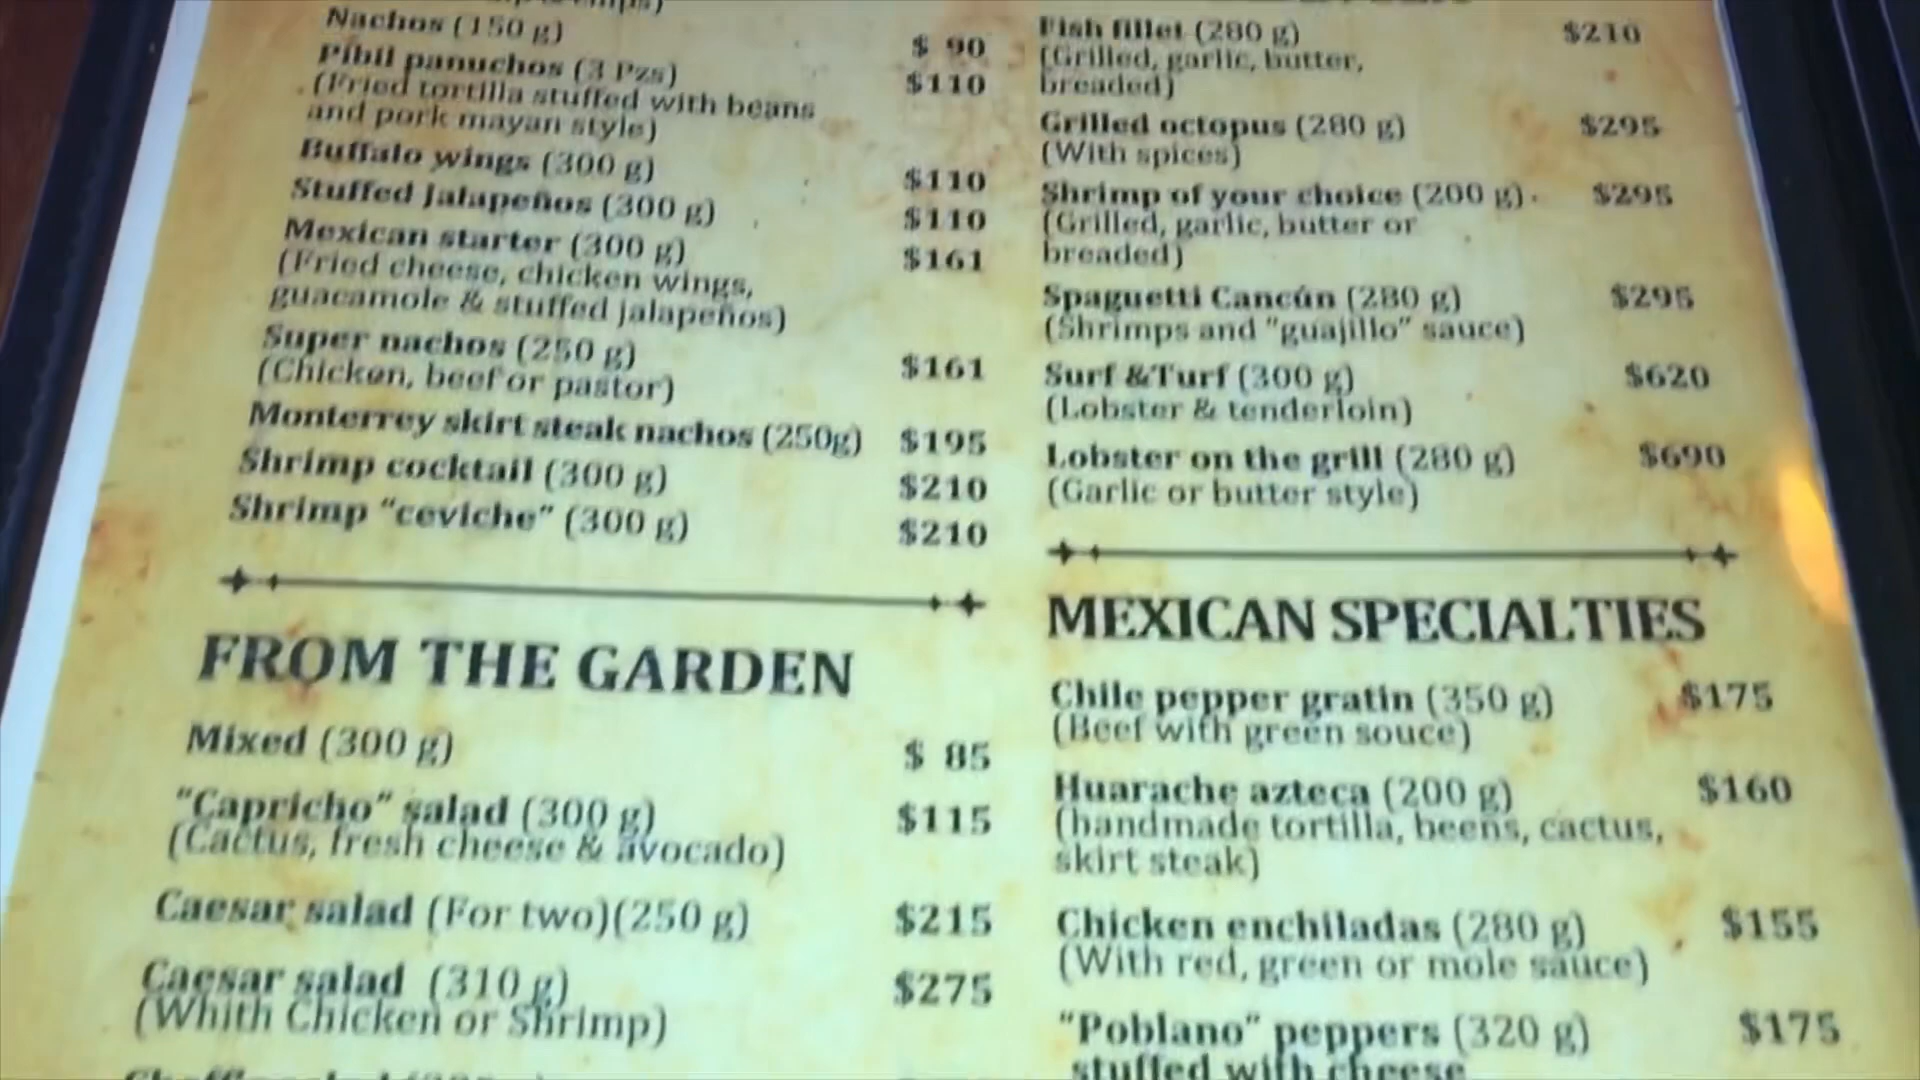 Nachos (150 g) $ 90
Pibil panuchos (3 Pzs) $110
(Fried tortilla stuffed with beans
and pork mayan style)
Buffalo wings (300 g) $110
Stuffed Jalapeños (300 g) $110
Mexican starter (300 g) $161
(Fried cheese, chicken wings,
guacamole & stuffed jalapeños)
Super nachos (250 g) $161
(Chicken, beef or pastor)
Monterrey skirt steak nachos (250g) $195
Shrimp cocktail (300 g) $210
Shrimp "ceviche" (300 g) $210
FROM THE GARDEN
Mixed (300 g) $ 85
"Capricho" salad (300 g) $115
(Cactus, fresh cheese & avocado)
Caesar salad (For two)(250 g) $215
Caesar salad (310 g) $275
(Whith Chicken or Shrimp)
Fish fillet (280 g) $210
(Grilled, garlic, butter,
breaded)
Grilled octopus (280 g) $295
(With spices)
Shrimp of your choice (200 g) $295
(Grilled, garlic, butter or
breaded)
Spaguetti Cancún (280 g) $295
(Shrimps and "guajillo" sauce)
Surf &Turf (300 g) $620
(Lobster & tenderloin)
Lobster on the grill (280 g) $690
(Garlic or butter style)
MEXICAN SPECIALTIES
Chile pepper gratin (350 g) $175
(Beef with green souce)
Huarache azteca (200 g) $160
(handmade tortilla, beens, cactus,
skirt steak)
Chicken enchiladas (280 g) $155
(With red, green or mole sauce)
"Poblano" peppers (320 g) $175
stuffed with cheese